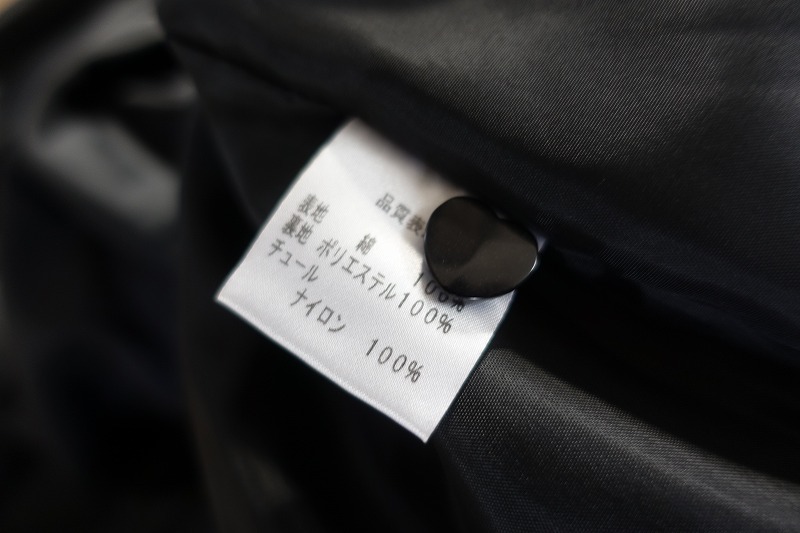 品質表
表地 綿 100%
裏地 ポリエステル100%
チュール
ナイロン 100%